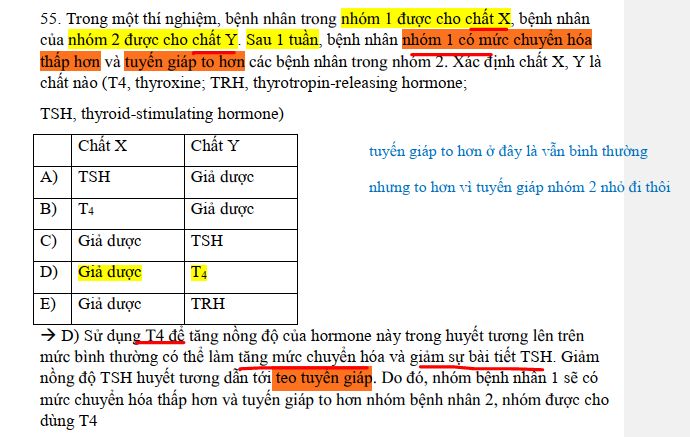 55. Trong một thí nghiệm, bệnh nhân trong nhóm 1 được cho chất X, bệnh nhân
của nhóm 2 được cho chất Y. Sau 1 tuần, bệnh nhân nhóm 1 có mức chuyển hóa
thấp hơn và tuyến giáp to hơn các bệnh nhân trong nhóm 2. Xác định chất X, Y là
chất nào (T4, thyroxine; TRH, thyrotropin-releasing hormone;
TSH, thyroid-stimulating hormone)
Chất X Chất Y
A) TSH Giả dược
B) T4 Giả dược
C) Giả dược TSH
D) Giả dược T4
E) Giả dược TRH
tuyến giáp to hơn ở đây là vẫn bình thường
nhưng to hơn vì tuyến giáp nhóm 2 nhỏ đi thôi
→ D) Sử dụng T4 để tăng nồng độ của hormone này trong huyết tương lên trên
mức bình thường có thể làm tăng mức chuyển hóa và giảm sự bài tiết TSH. Giảm
nồng độ TSH huyết tương dẫn tới teo tuyên giáp. Do đó, nhóm bệnh nhân 1 sẽ có
mức chuyển hóa thấp hơn và tuyến giáp to hơn nhóm bệnh nhân 2, nhóm được cho
dùng T4